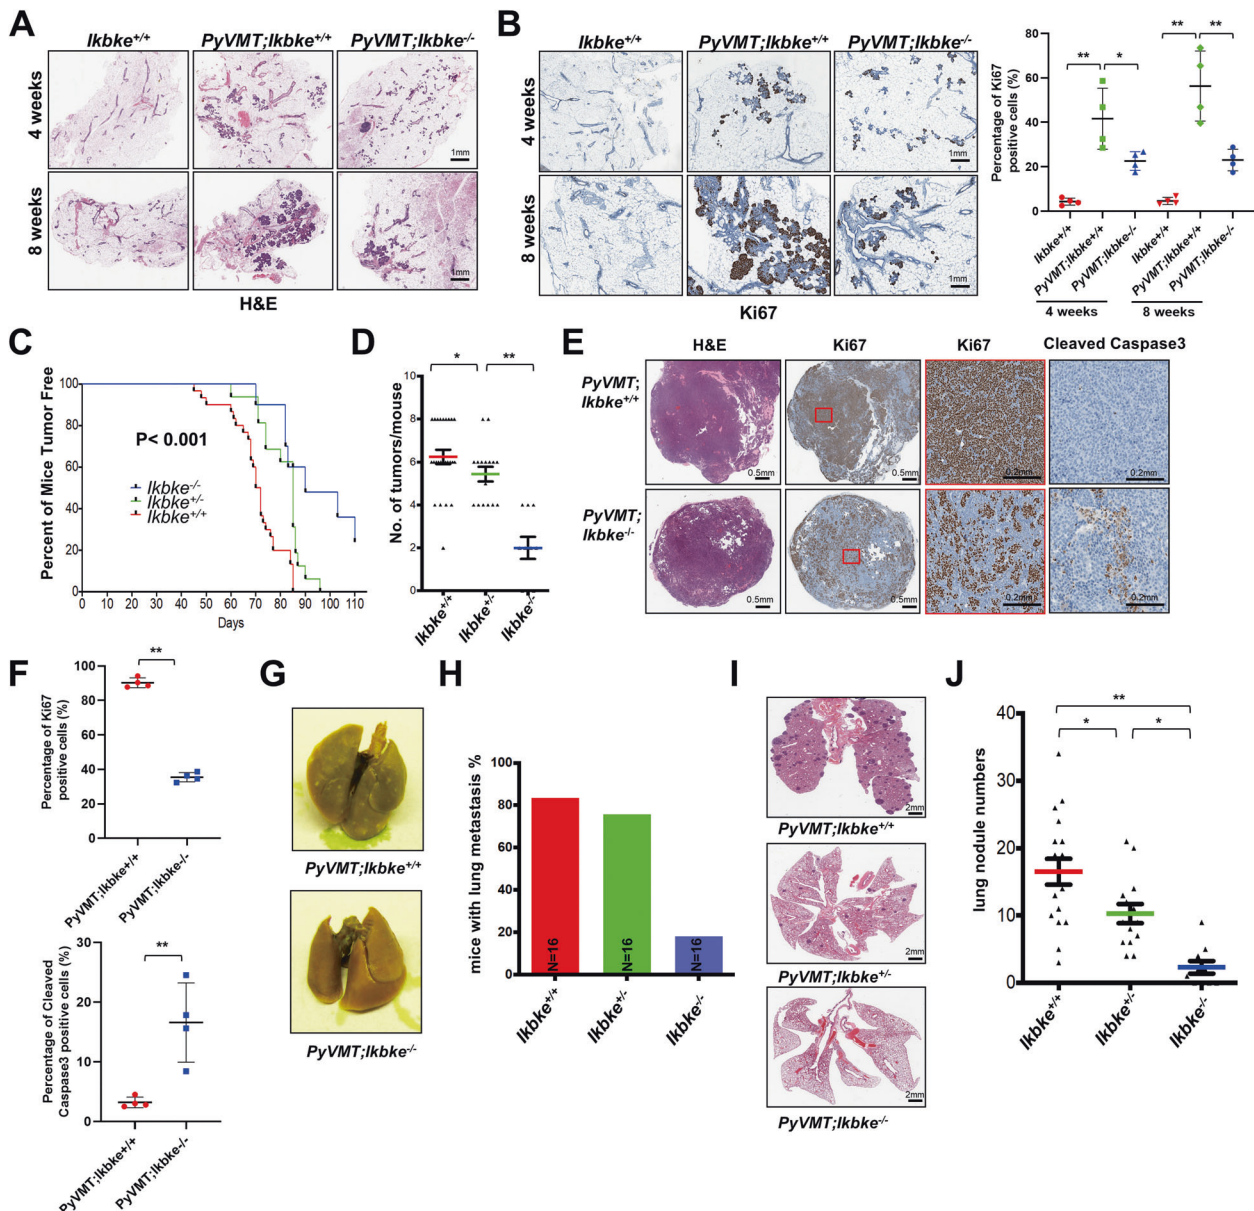 A
Ikbke+/+
PyVMT;Ikbke+/+
PyVMT;Ikbke-/-
4 weeks
1mm
8 weeks
1mm
H&E
B
Ikbke+/+
PyVMT;Ikbke+/+
PyVMT;Ikbke-/-
4 weeks
1mm
8 weeks
1mm
Ki67
Percentage of Ki67
positive cells (%)
80
60
40
20
0
**
*
**
**
Ikbke+/+
PyVMT;Ikbke+/+
PyVMT;Ikbke-/-
Ikbke+/+
PyVMT;Ikbke+/+
PyVMT;Ikbke-/-
4 weeks
8 weeks
C
Percent of Mice Tumor Free
100
80
60
40
20
0
P< 0.001
Ikbke-/-
Ikbke+/-
Ikbke+/+
0 10 20 30 40 50 60 70 80 90 100 110
Days
D
No. of tumors/mouse
10
8
6
4
2
0
*
**
Ikbke+/+
Ikbke+/-
Ikbke-/-
E
H&E
Ki67
Ki67
Cleaved Caspase3
PyVMT;
Ikbke+/+
0.5mm
0.5mm
0.2mm
0.2mm
PyVMT;
Ikbke-/-
0.5mm
0.5mm
0.2mm
0.2mm
F
Percentage of Ki67
positive cells (%)
100
80
60
40
20
0
**
PyVMT;Ikbke+/+
PyVMT;Ikbke-/-
Percentage of Cleaved
Caspase3 positive cells (%)
30
20
10
0
**
PyVMT;Ikbke+/+
PyVMT;Ikbke-/-
G
PyVMT;Ikbke+/+
PyVMT;Ikbke-/-
H
mice with lung metastasis %
100
80
60
40
20
0
N=16
N=16
N=16
Ikbke+/+
Ikbke+/-
Ikbke-/-
I
2mm
PyVMT;Ikbke+/+
2mm
PyVMT;Ikbke+/-
2mm
PyVMT;Ikbke-/-
J
lung nodule numbers
40
30
20
10
0
**
*
*
Ikbke+/+
Ikbke+/-
Ikbke-/-